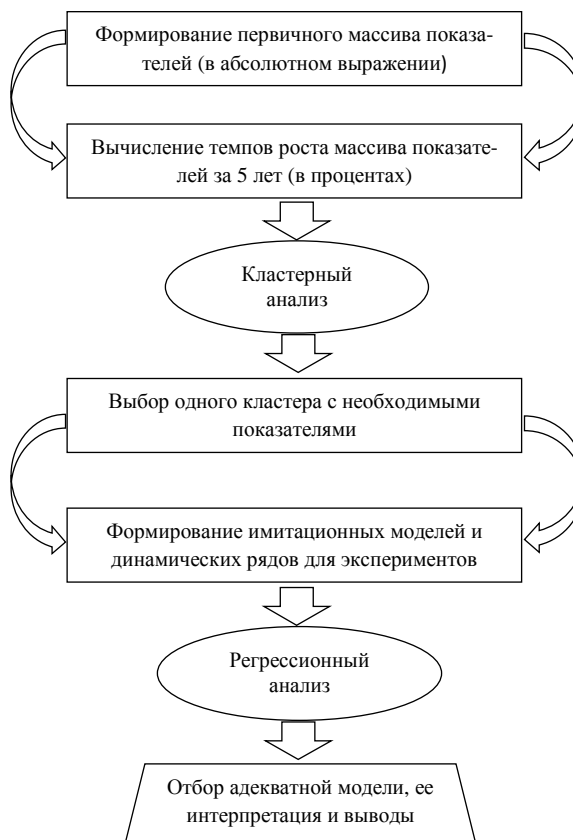 Формирование первичного массива показа-
телей (в абсолютном выражении)
Вычисление темпов роста массива показате-
лей за 5 лет (в процентах)
Кластерный
анализ
Выбор одного кластера с необходимыми
показателями
Формирование имитационных моделей и
динамических рядов для экспериментов
Регрессионный
анализ
Отбор адекватной модели, ее
интерпретация и выводы